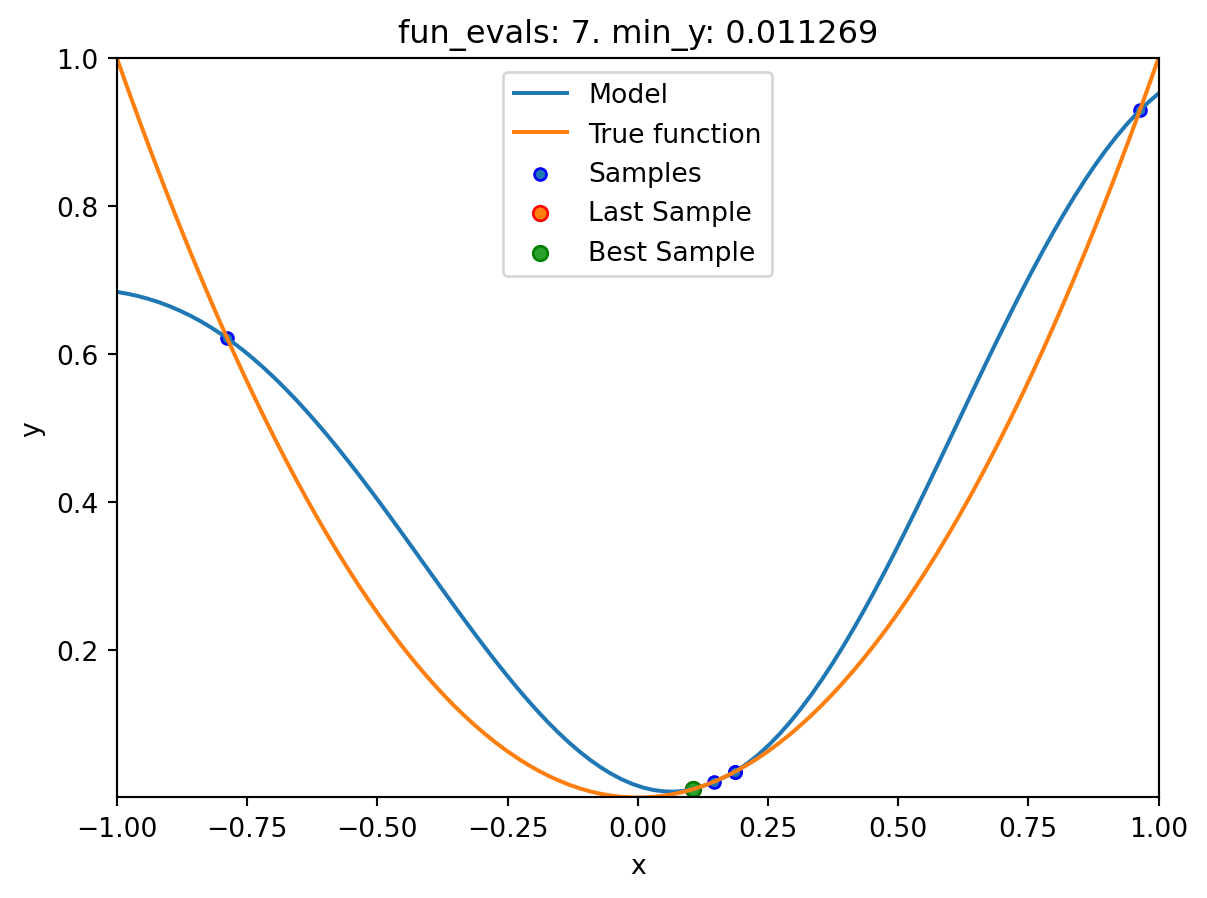 fun_evals: 7. min_y: 0.011269
1.0
0.8
0.6
0.4
0.2
y
Model
True function
Samples
Last Sample
Best Sample
−1.00 −0.75 −0.50 −0.25 0.00 0.25 0.50 0.75 1.00
x